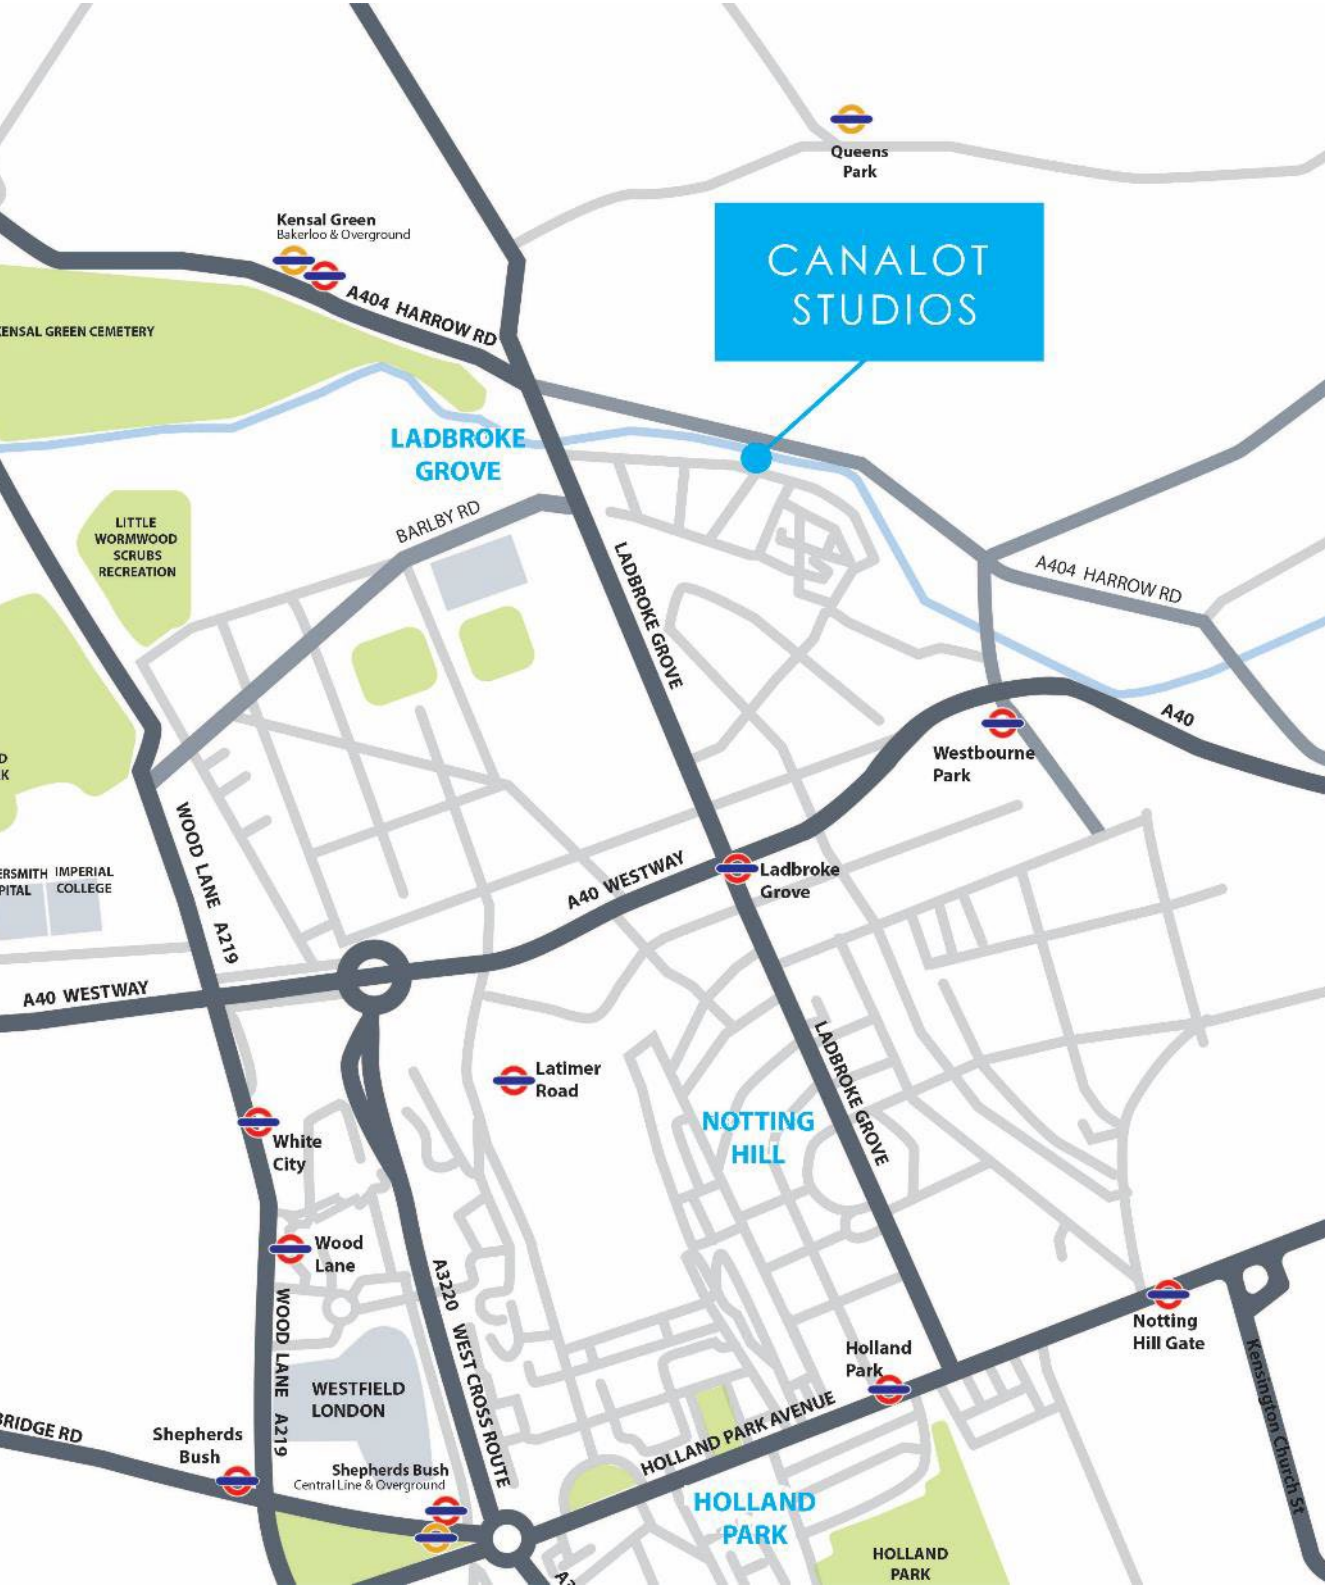 Queens
Park
Kensal Green
Bakerloo & Overground
CANALOT
STUDIOS
A404 HARROW RD
KENSAL GREEN CEMETERY
LADBROKE
GROVE
BARLBY RD
LITTLE
WORMWOOD
SCRUBS
RECREATION
LADBROKE GROVE
A404 HARROW RD
A40
Westbourne
Park
WOOD LANE A219
A40 WESTWAY
Ladbroke
Grove
ERSMITH IMPERIAL
PITAL COLLEGE
A40 WESTWAY
LADBROKE GROVE
Latimer
Road
NOTTING
HILL
White
City
Wood
Lane
A3220 WEST CROSS ROUTE
WOOD LANE A219
Notting
Hill Gate
Holland
Park
Kensington Church St
WESTFIELD
LONDON
HOLLAND PARK AVENUE
BRIDGE RD
Shepherds
Bush
Shepherds Bush
Central Line & Overground
HOLLAND
PARK
HOLLAND
PARK